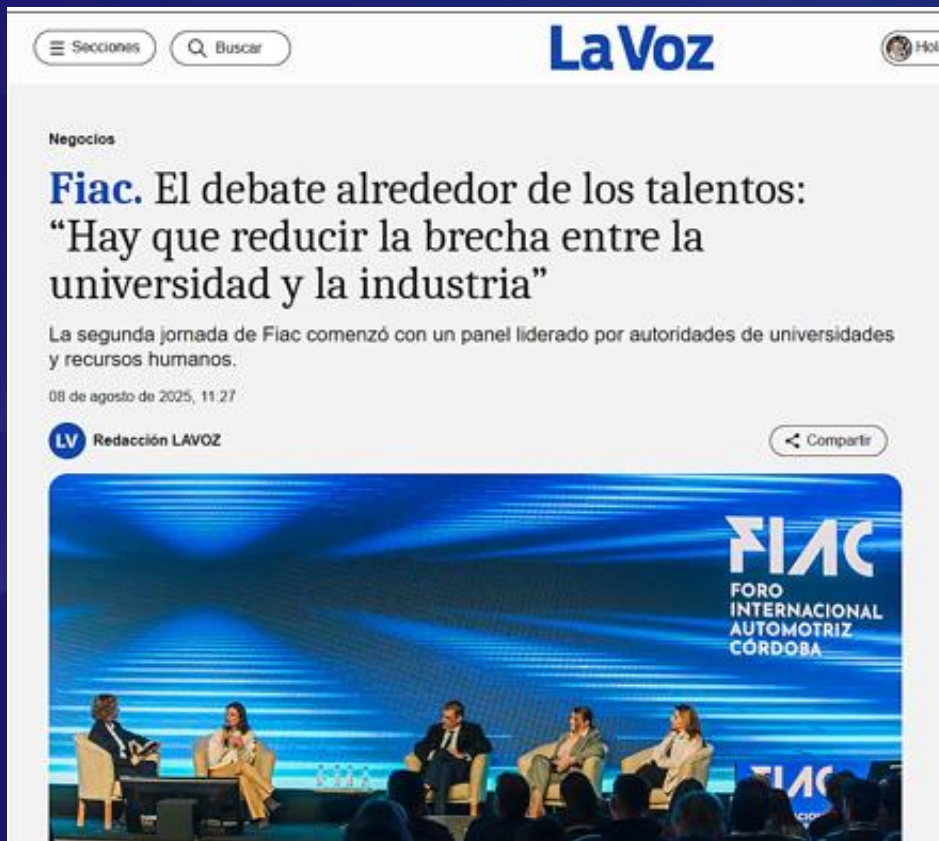 Secciones
Buscar
LaVoz
Hol
Negocios
Fiac. El debate alrededor de los talentos:
“Hay que reducir la brecha entre la
universidad y la industria”
La segunda jornada de Fiac comenzó con un panel liderado por autoridades de universidades
y recursos humanos.
08 de agosto de 2025, 11:27
LV Redacción LAVOZ
Compartir
FIAC
FORO
INTERNACIONAL
AUTOMOTRIZ
CÓRDOBA
FIAC